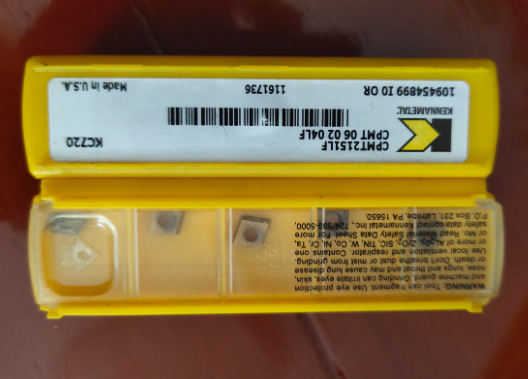 WARNING: Tool can fragment. Use eye protection
and machine guard. Grinding can irritate eyes, skin,
nose, lungs and throat and may cause lung disease
or death. Don't breathe dust or mist from grinding.
Use local ventilation and respirator. Contains one
or more of Al₂O₃, ZrO₂, SiC, TiN, W, Co, Ni, Cr, Ta,
or Mo. Read Material Safety Data Sheet. For more
safety data contact Kennametal Inc., 724/539-5000,
P.O. Box 231, Latrobe, PA 15650.
KENNAMETAL
CPMT2151LF
CPMT 06 02 04LF
KC720
109454899 I0 OR
1161736
Made in U.S.A.